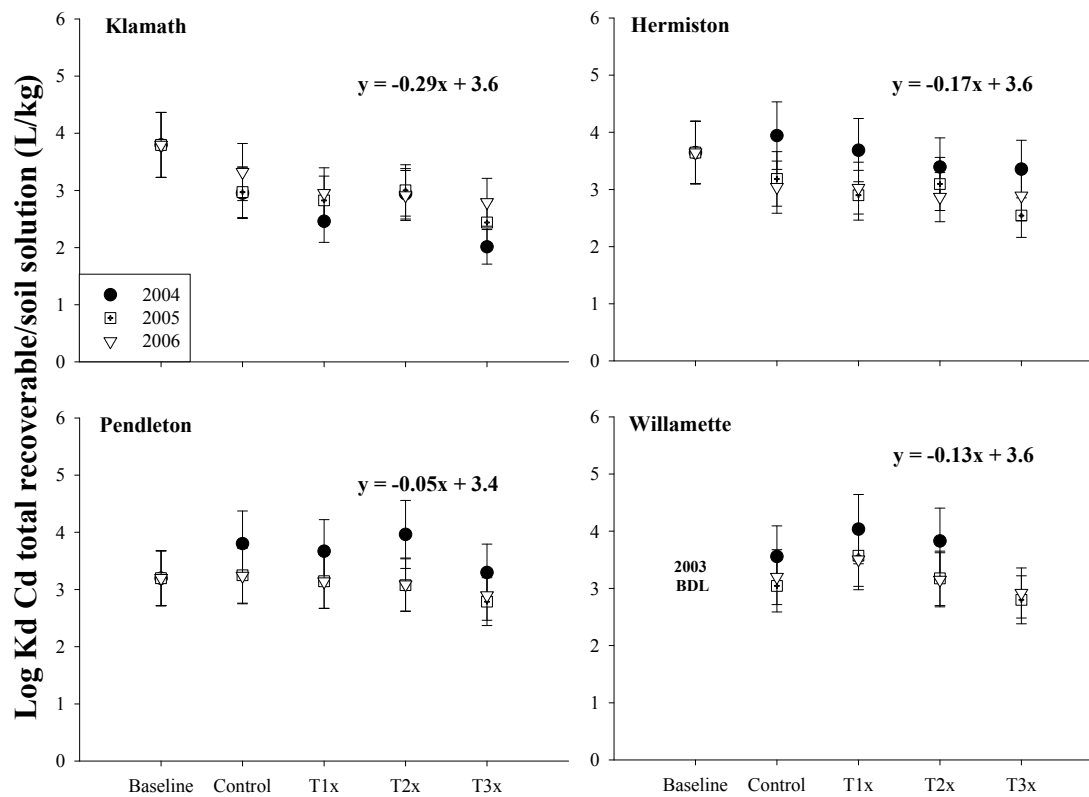 Log Kd Cd total recoverable/soil solution (L/kg)
6
5
4
3
2
1
0
Klamath
y = -0.29x + 3.6
2004
2005
2006
6
5
4
3
2
1
0
Hermiston
y = -0.17x + 3.6
6
5
4
3
2
1
0
Pendleton
y = -0.05x + 3.4
Baseline Control T1x T2x T3x
6
5
4
3
2
1
0
Willamette
y = -0.13x + 3.6
2003
BDL
Baseline Control T1x T2x T3x